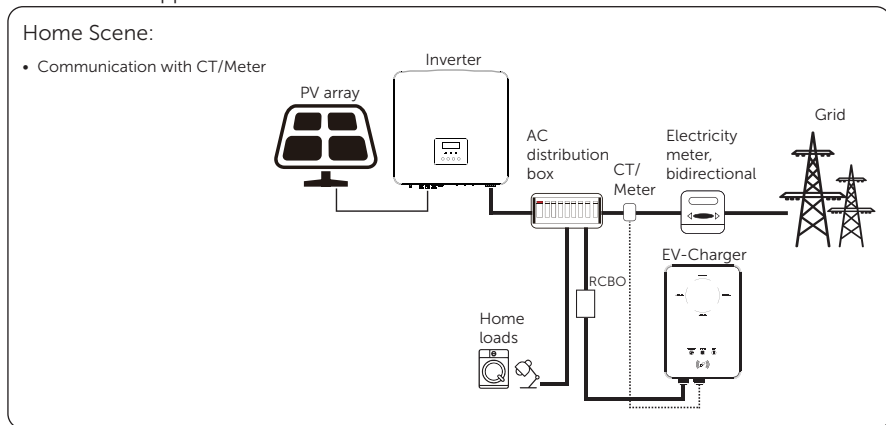 Home Scene:
• Communication with CT/Meter
Inverter
PV array
Grid
AC
distribution
box
CT/
Meter
Electricity
meter,
bidirectional
EV-Charger
RCBO
Home
loads